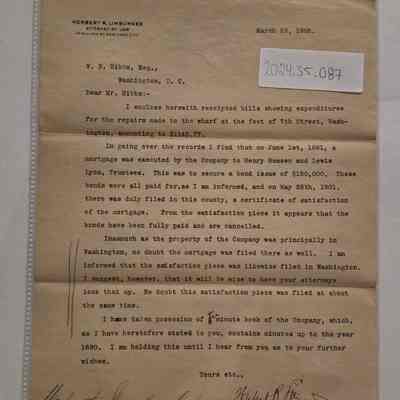 HERBERT R. LIMBURGER
ATTORNEY AT LAW
March 23, 1905.
2024.55.087
W. B. Hibbs, Esq.,
Washington, D. C.
Dear Mr. Hibbs:-
I enclose herewith receipted bills showing expenditures
for the repairs made to the wharf at the foot of 7th Street, Wash-
ington, amounting to
In going over the records I find that on June 1st, 1881, a
mortgage was executed by the Company to Henry and Lewis
Lyon, Trustees. This was to secure a bond issue of $150,000. These
bonds were all paid for,as I am informed, and on May 28th, 1901.
there was duly filed in this county, a certificate of satisfaction
of the mortgage. From the satisfaction piece it appears that the
bonds have been fully paid and are cancelled.
Inasmuch as the property of the Company was principally in
Washington, no doubt the mortgage was filed there as well. I am
informed that the satisfaction piece was likewise filed in Washington.
I suggest, however, that it will be wise to have your attorneys
look that up. No doubt this satisfaction piece was filed at about
the same time.
I have taken possession of minute book of the Company, which,
as I have heretofore stated to you, contains minutes up to the year
1890. I am holding this until I hear from you as to your further
wishes.
Yours etc.,